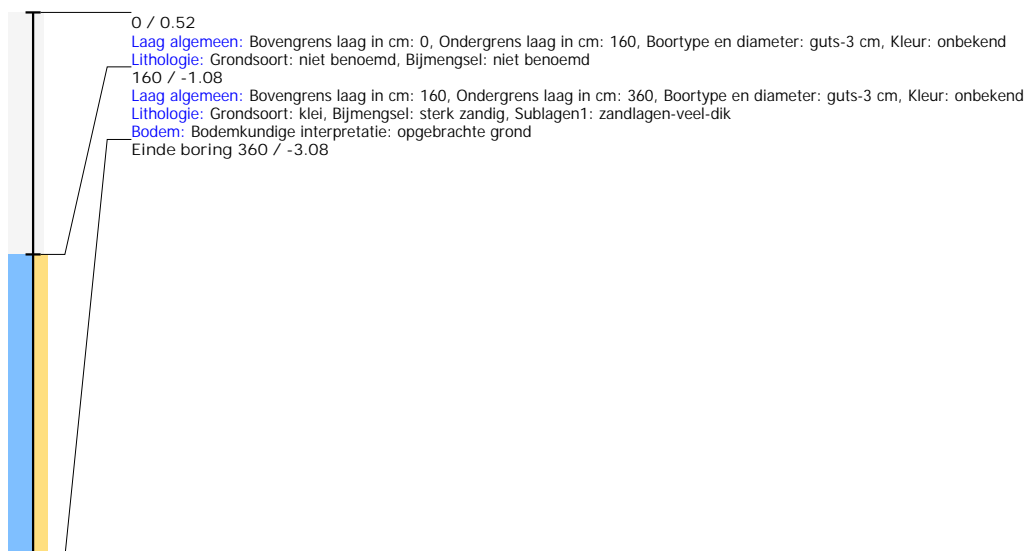 0 / 0.52
Laag algemeen: Bovengrens laag in cm: 0, Ondergrens laag in cm: 160, Boortype en diameter: guts-3 cm, Kleur: onbekend
Lithologie: Grondsoort: niet benoemd, Bijmengsel: niet benoemd
160 / -1.08
Laag algemeen: Bovengrens laag in cm: 160, Ondergrens laag in cm: 360, Boortype en diameter: guts-3 cm, Kleur: onbekend
Lithologie: Grondsoort: klei, Bijmengsel: sterk zandig, Sublagen1: zandlagen-veel-dik
Bodem: Bodemkundige interpretatie: opgebrachte grond
Einde boring 360 / -3.08